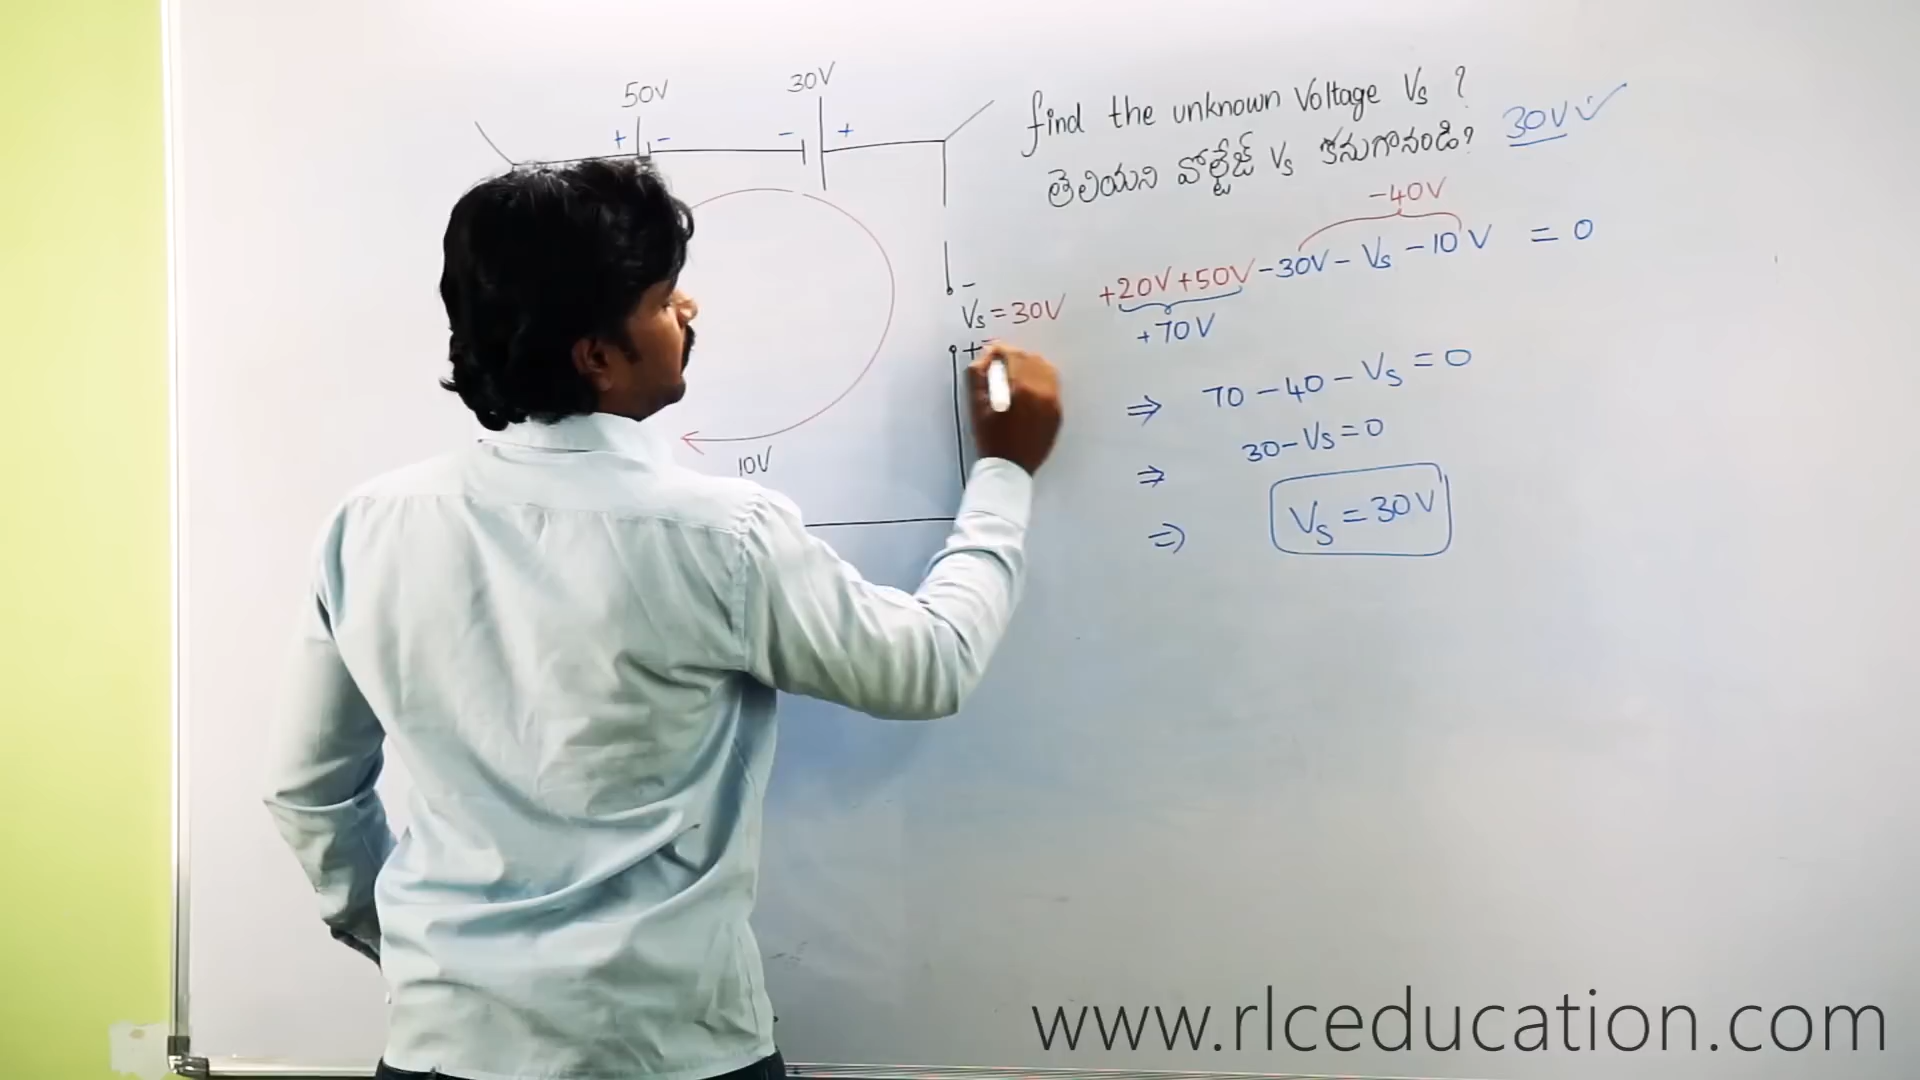 50V
30V
+ - - +
find the unknown Voltage Vs ?
తెలియని వోల్టేజ్ Vs కనుగొనండి? 30V ✓
-40V
+20V+50V-30V-Vs-10V = 0
+70V
-
Vs=30V
+
⇒ 70-40-Vs=0
⇒ 30-Vs=0
⇒ Vs=30V
10V
www.rlceducation.com